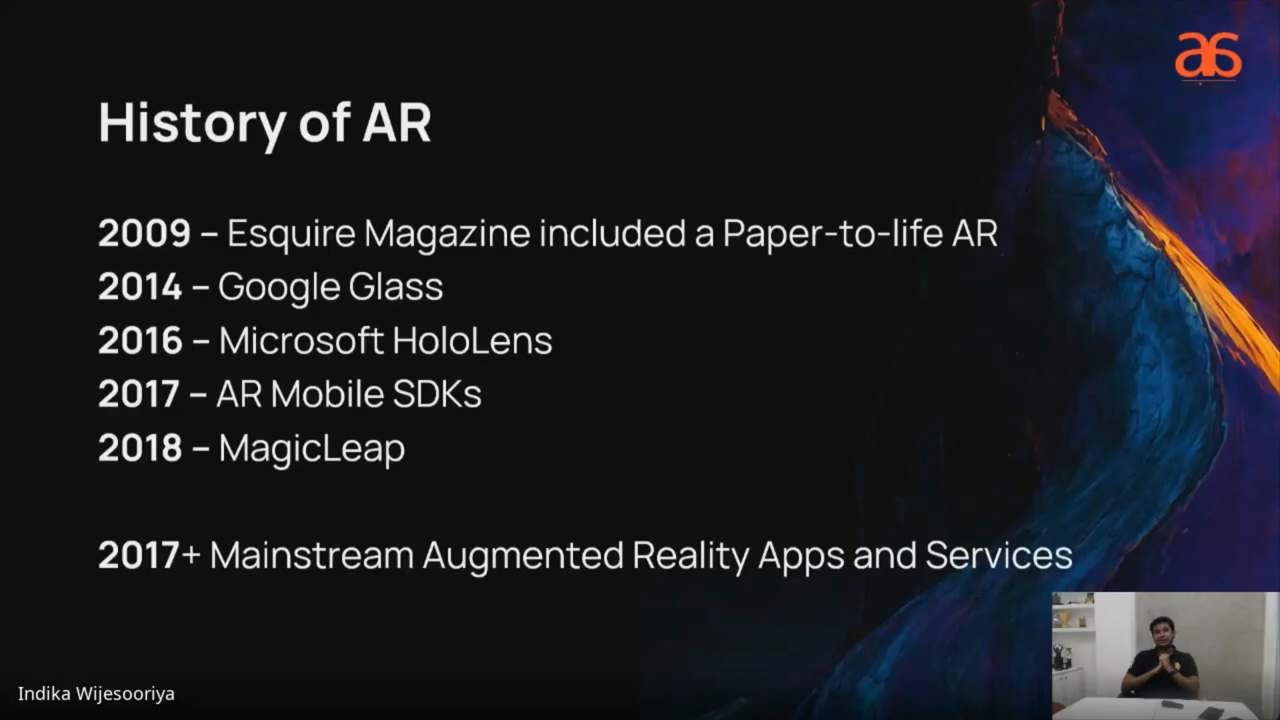 History of AR
2009 – Esquire Magazine included a Paper-to-life AR
2014 – Google Glass
2016 – Microsoft HoloLens
2017 – AR Mobile SDKs
2018 – MagicLeap
2017+ Mainstream Augmented Reality Apps and Services
Indika Wijesooriya